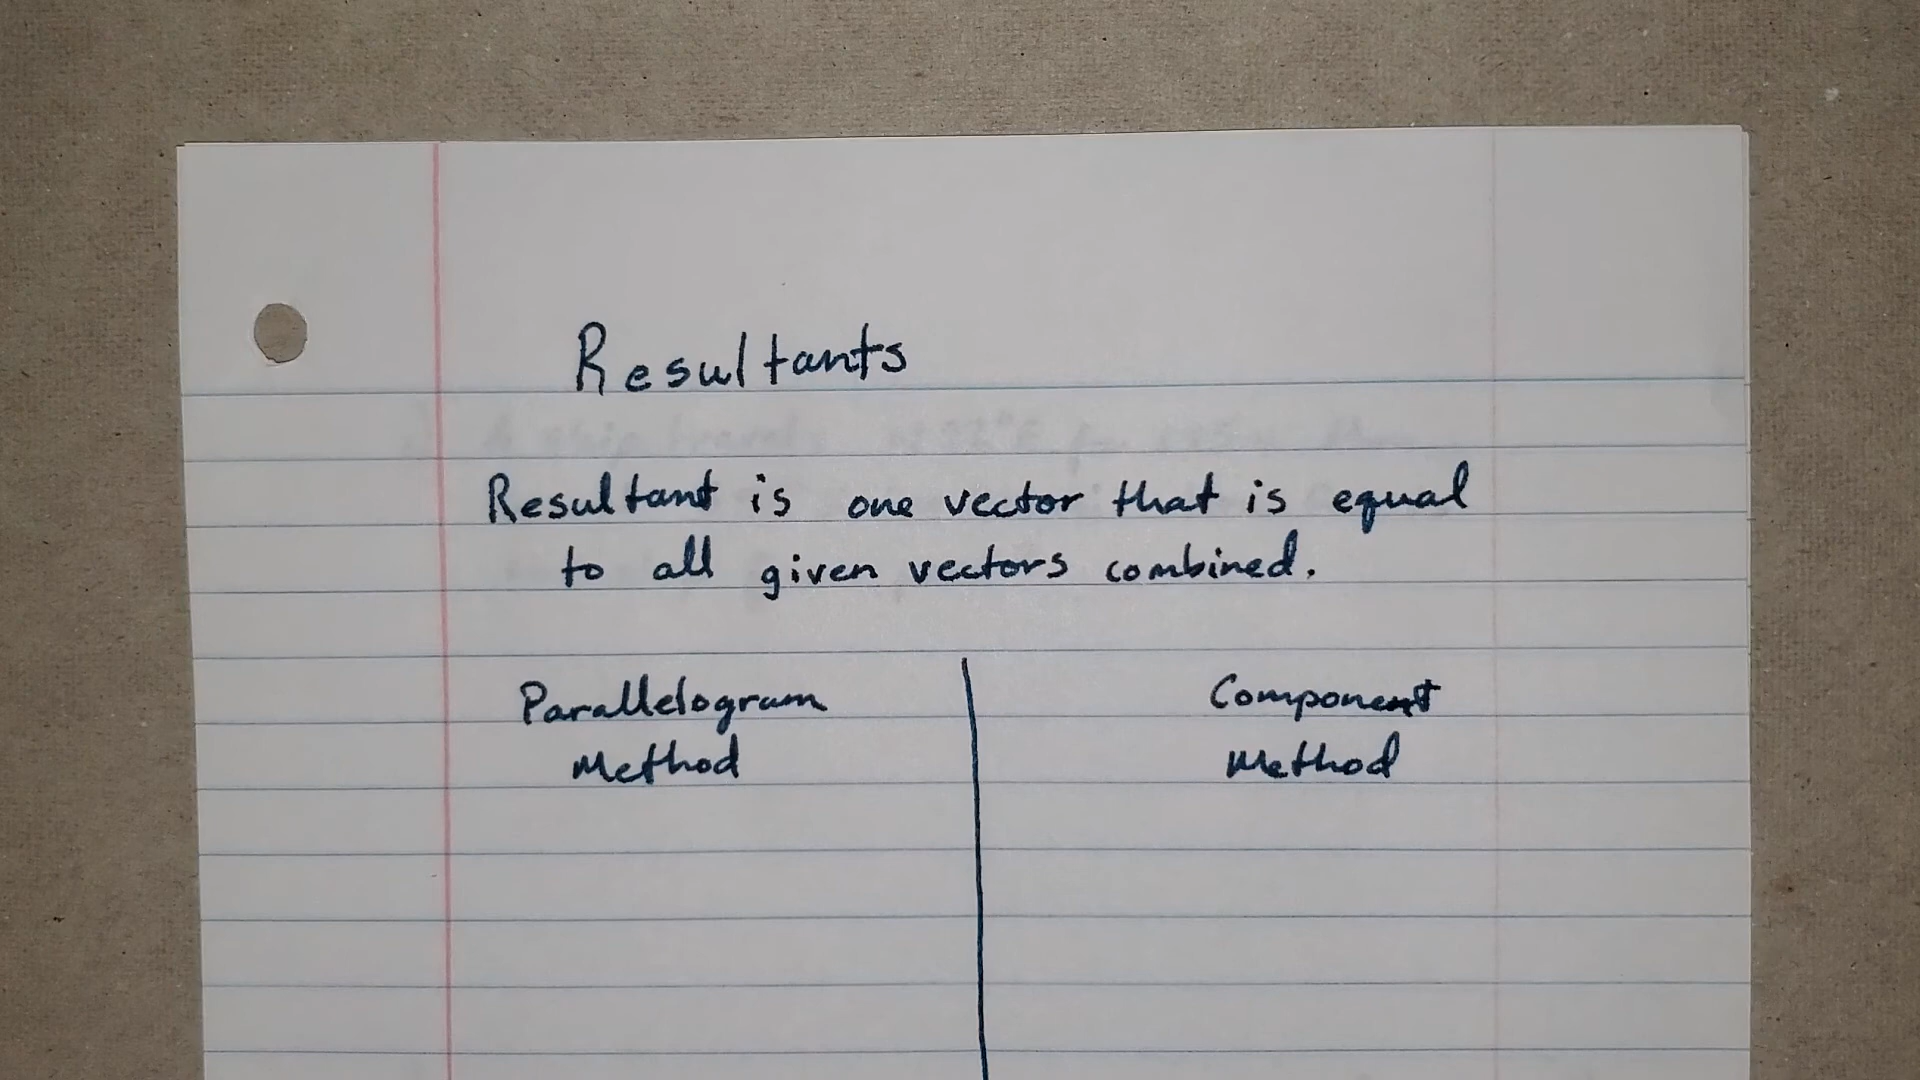 Resultants
Resultant is one vector that is equal
to all given vectors combined.
Parallelogram
Method
Component
Method